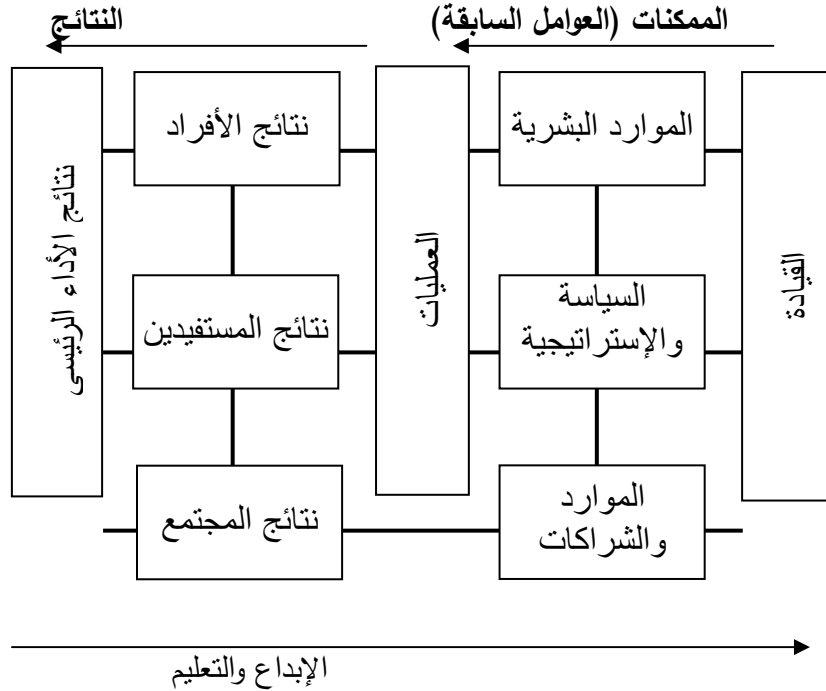 الممكنات (العوامل السابقة)
النتائج
القيادة
الموارد البشرية
السياسة
والإستراتيجية
الموارد
والشراكات
العمليات
نتائج الأفراد
نتائج المستفيدين
نتائج المجتمع
نتائج الأداء الرئيسى
الإبداع والتعليم